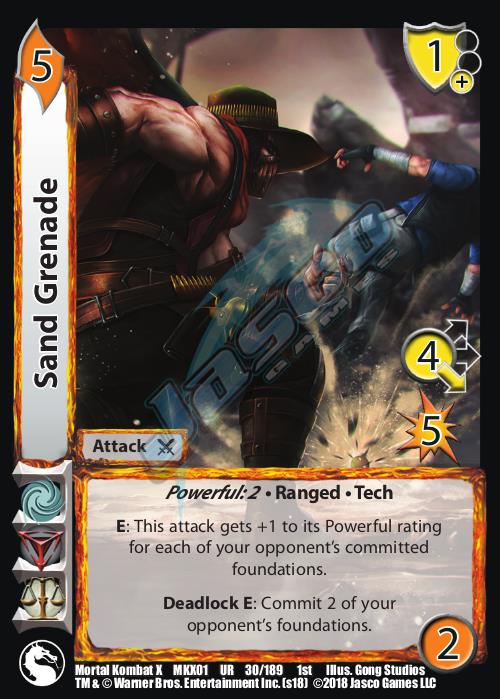 5
1
+
Sand Grenade
JASCO
GAMES
4
5
Attack
Powerful: 2 • Ranged • Tech
E: This attack gets +1 to its Powerful rating
for each of your opponent's committed
foundations.
Deadlock E: Commit 2 of your
opponent's foundations.
2
Mortal Kombat X MKX01 UR 30/189 1st Illus. Gong Studios
TM & © Warner Bros. Entertainment Inc. (s18) ©2018 Jasco Games LLC